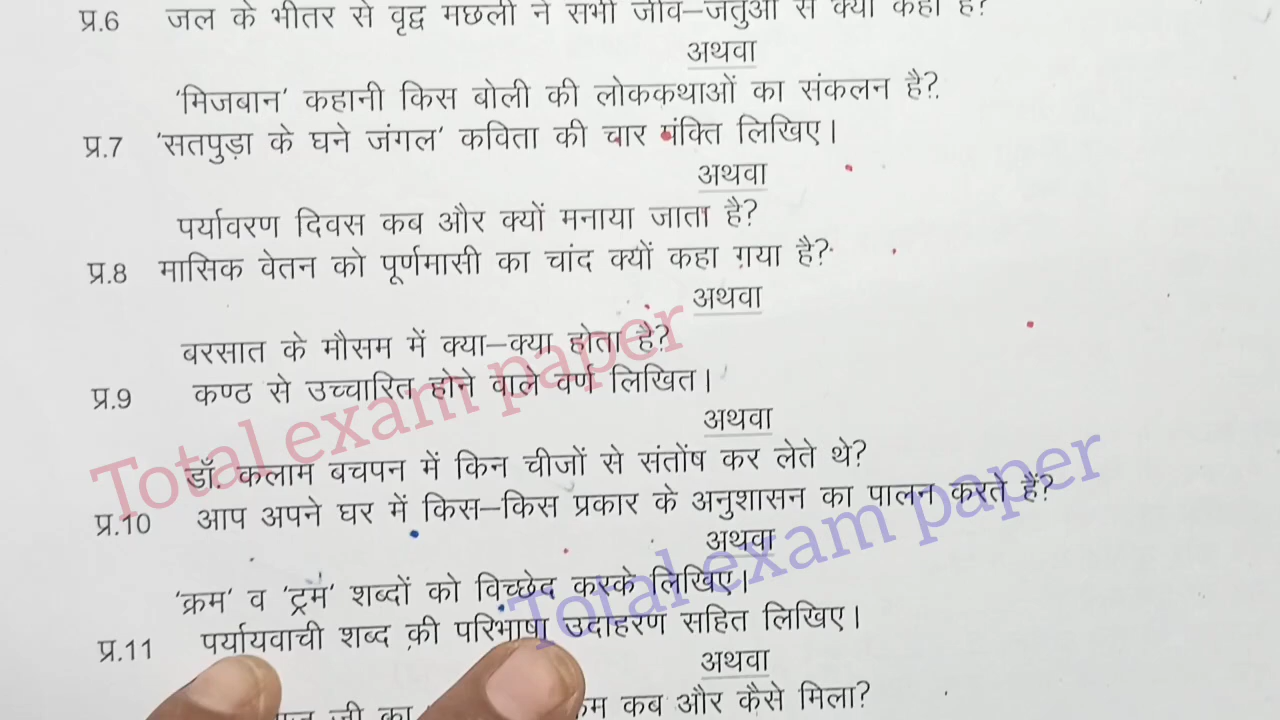 प्र.6 जल के भीतर से वृद्ध मछली ने सभी जीव–जंतुओं से क्या कहा है?
अथवा
'मिजबान' कहानी किस बोली की लोककथाओं का संकलन है?
प्र.7 'सतपुड़ा के घने जंगल' कविता की चार पंक्ति लिखिए।
अथवा
पर्यावरण दिवस कब और क्यों मनाया जाता है?
प्र.8 मासिक वेतन को पूर्णमासी का चांद क्यों कहा गया है?
अथवा
बरसात के मौसम में क्या–क्या होता है?
प्र.9 कण्ठ से उच्चारित होने वाले वर्ण लिखित।
अथवा
डॉ. कलाम बचपन में किन चीजों से संतोंष कर लेते थे?
प्र.10 आप अपने घर में किस–किस प्रकार के अनुशासन का पालन करते हैं?
अथवा
'क्रम' व 'ट्रम' शब्दों को विच्छेद करके लिखिए।
प्र.11 पर्यायवाची शब्द की परिभाषा उदाहरण सहित लिखिए।
अथवा
जी का कब और कैसे मिला?
Total exam paper
Total exam paper